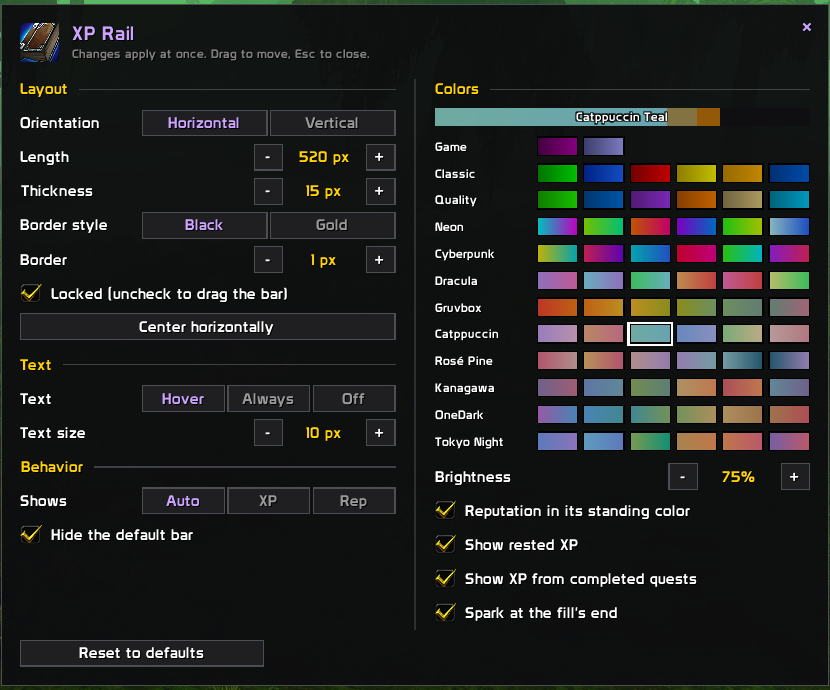 XP Rail
Changes apply at once. Drag to move, Esc to close.
×
Layout
Orientation Horizontal Vertical
Length - 520 px +
Thickness - 15 px +
Border style Black Gold
Border - 1 px +
Locked (uncheck to drag the bar)
Center horizontally
Text
Text Hover Always Off
Text size - 10 px +
Behavior
Shows Auto XP Rep
Hide the default bar
Reset to defaults
Colors
Catppuccin Teal
Game
Classic
Quality
Neon
Cyberpunk
Dracula
Gruvbox
Catppuccin
Rosé Pine
Kanagawa
OneDark
Tokyo Night
Brightness - 75% +
Reputation in its standing color
Show rested XP
Show XP from completed quests
Spark at the fill's end